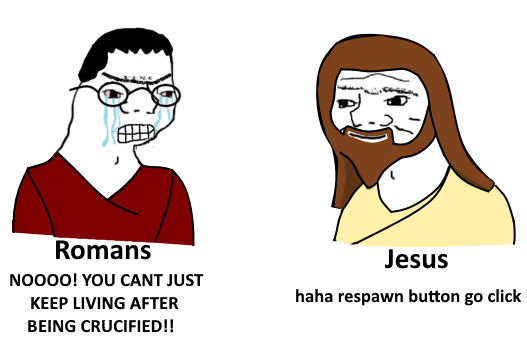 Romans
NOOOO! YOU CANT JUST
KEEP LIVING AFTER
BEING CRUCIFIED!!
Jesus
haha respawn button go click